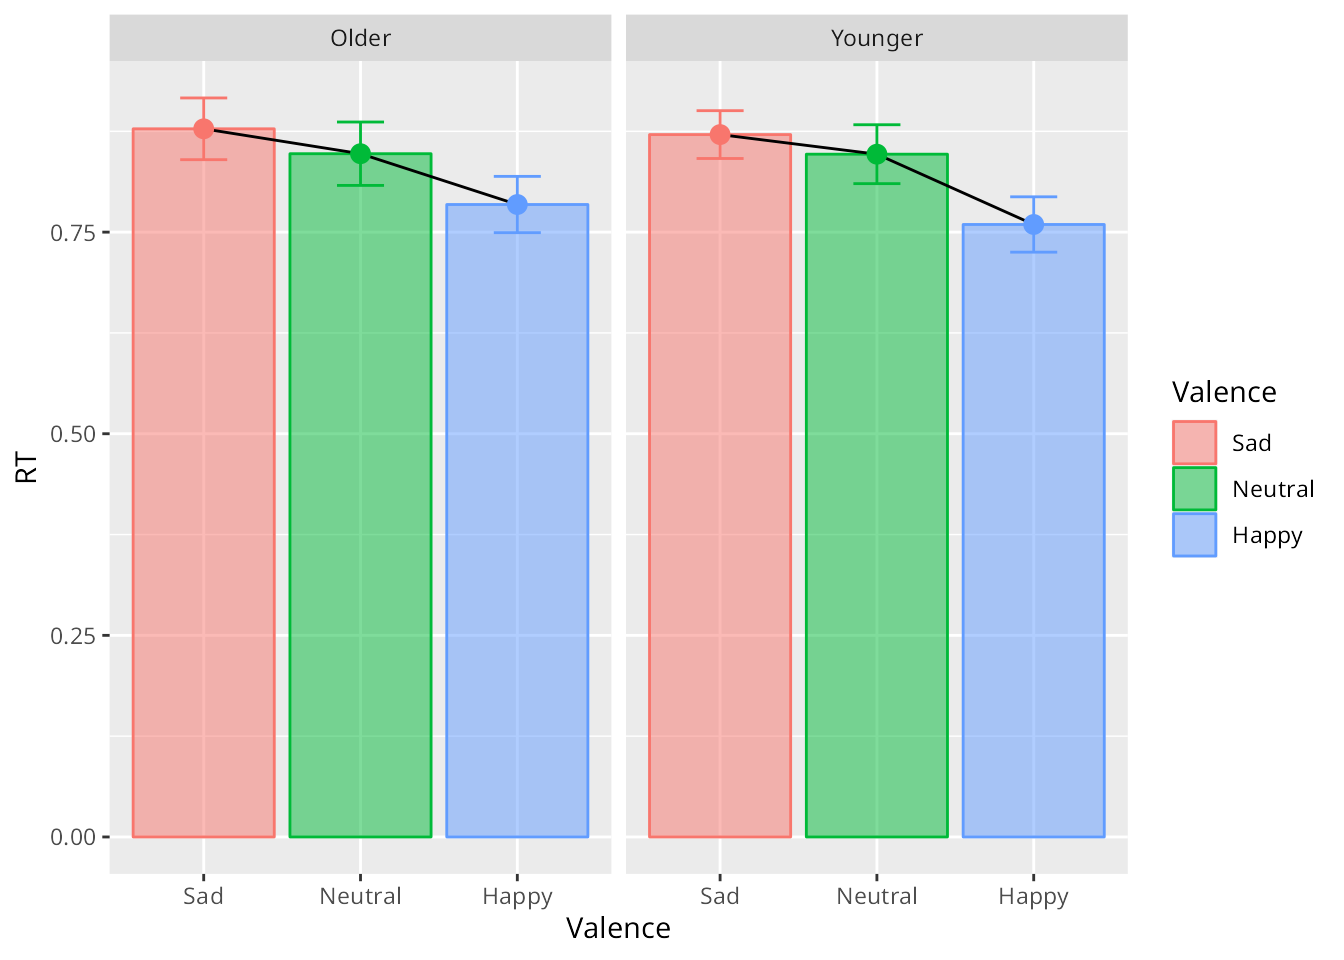 Older Younger
0.75
0.50
0.25
0.00
RT
Sad Neutral Happy Sad Neutral Happy
Valence
Valence
Sad
Neutral
Happy